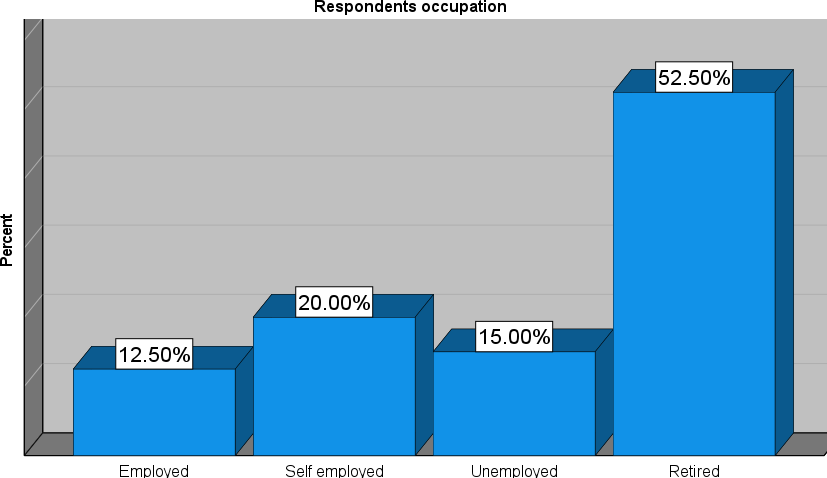 Respondents occupation
Percent
52.50%
20.00%
15.00%
12.50%
Employed Self employed Unemployed Retired